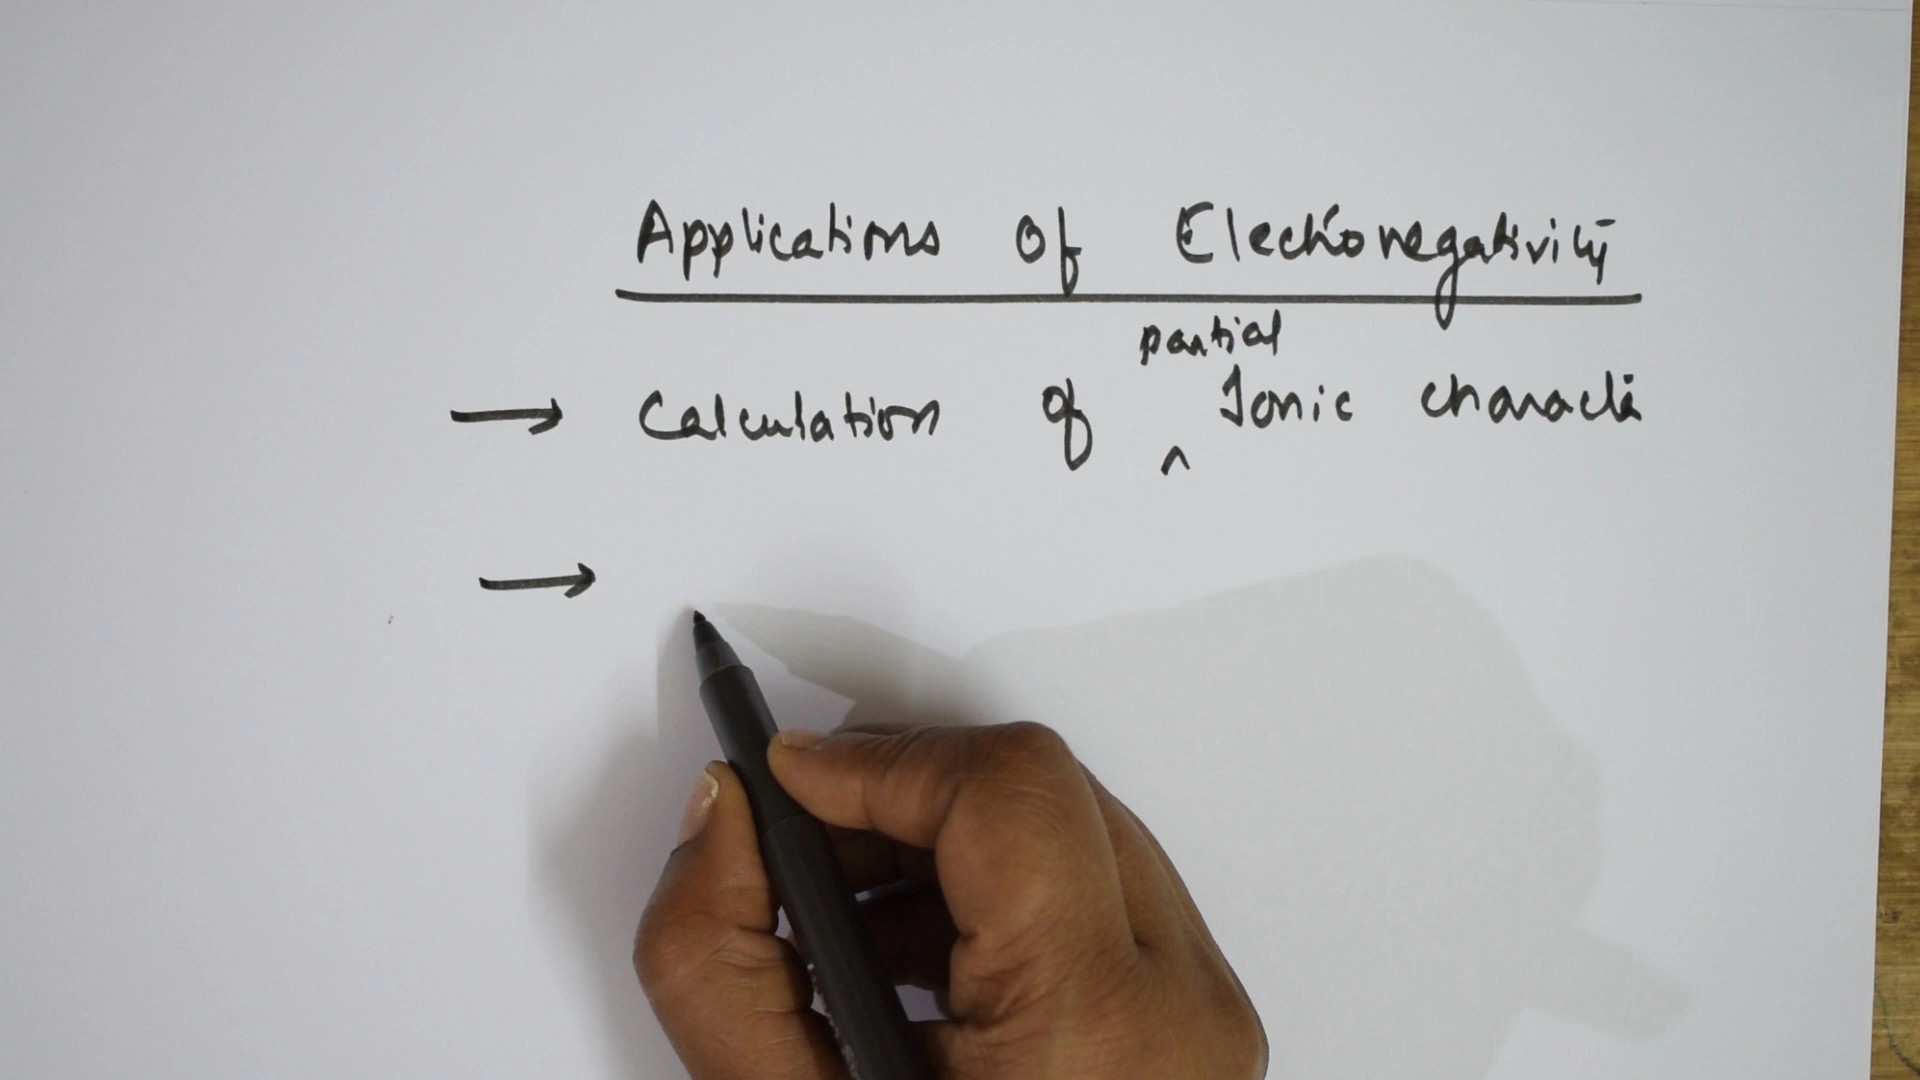 Applications of Electronegativity
partial
→ Calculation of ^ Ionic character
→